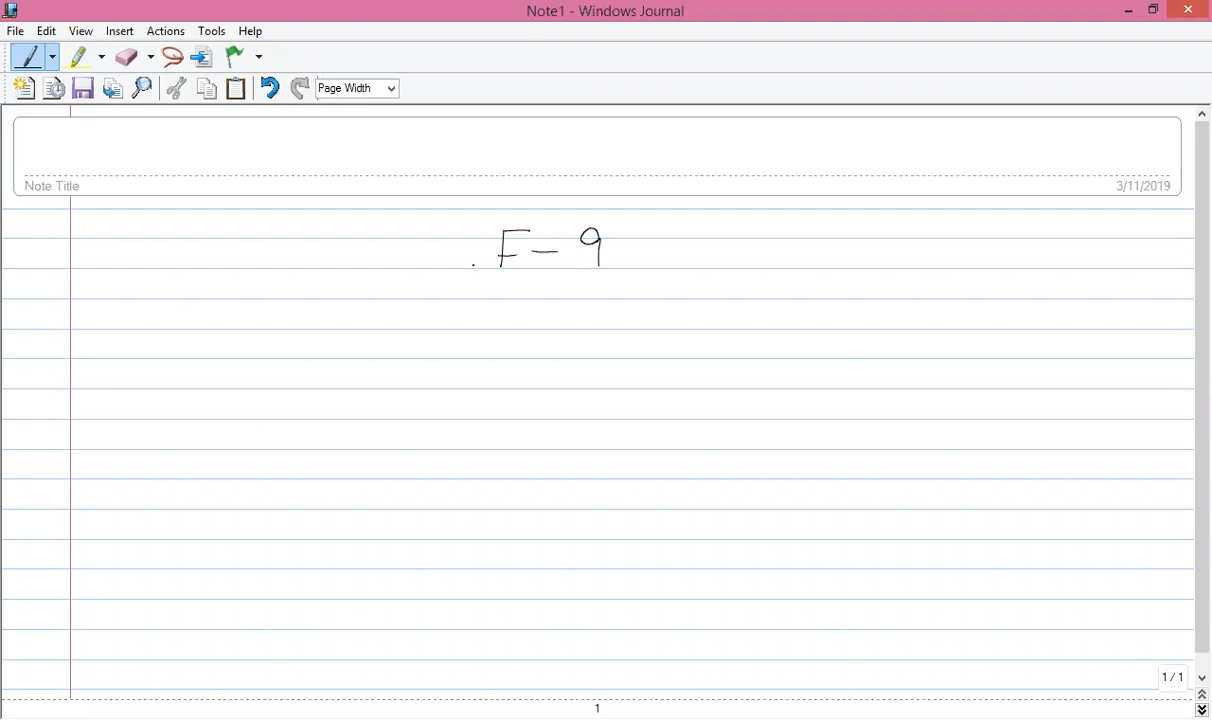 Note1 - Windows Journal
File Edit View Insert Actions Tools Help
Page Width
Note Title 3/11/2019
. F - 9
1 / 1
1